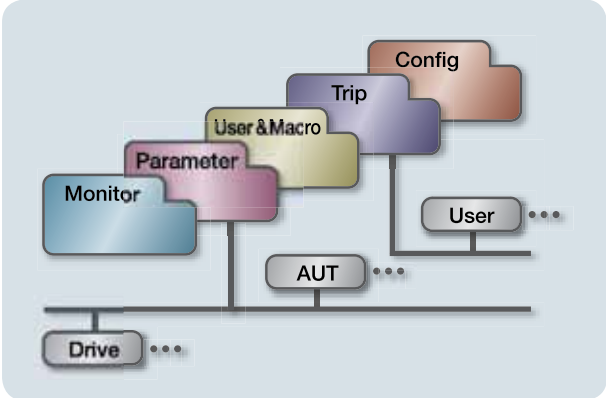 Config
Trip
User & Macro
Parameter
Monitor
User
AUT
Drive